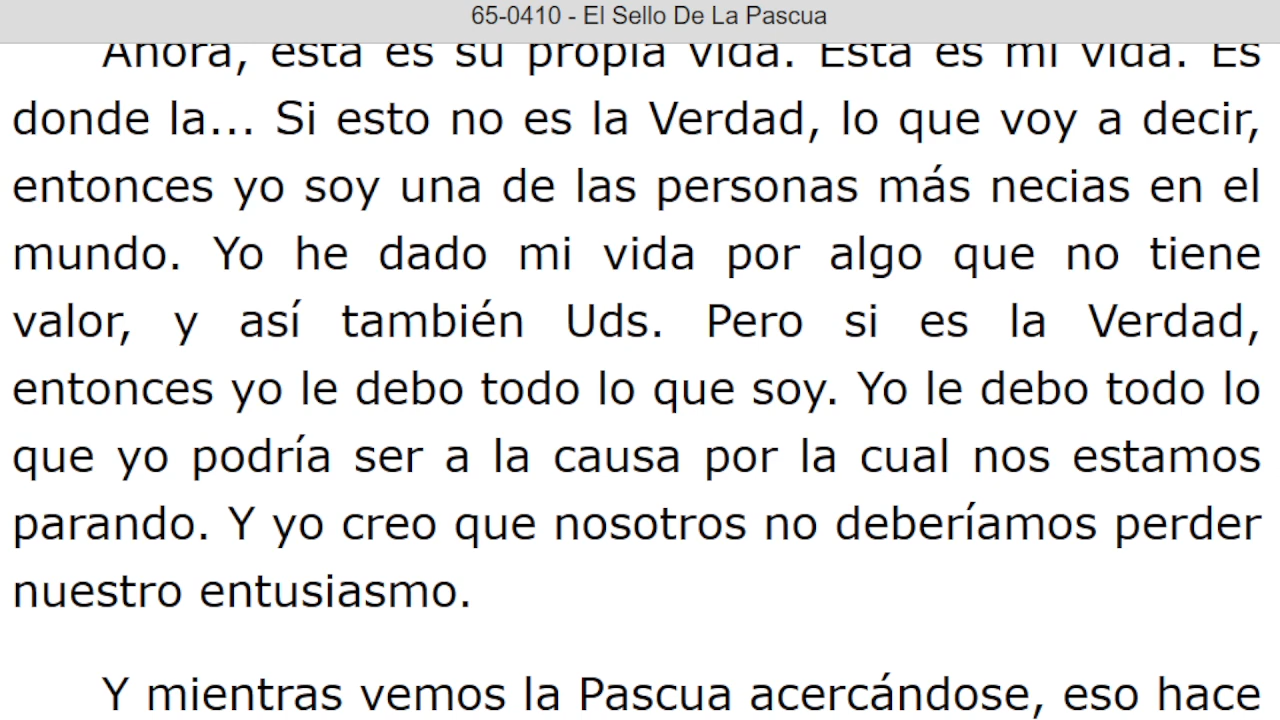 65-0410 - El Sello De La Pascua
Ahora, esta es su propia vida. Esta es mi vida. Es
donde la... Si esto no es la Verdad, lo que voy a decir,
entonces yo soy una de las personas más necias en el
mundo. Yo he dado mi vida por algo que no tiene
valor, y así también Uds. Pero si es la Verdad,
entonces yo le debo todo lo que soy. Yo le debo todo lo
que yo podría ser a la causa por la cual nos estamos
parando. Y yo creo que nosotros no deberíamos perder
nuestro entusiasmo.
Y mientras vemos la Pascua acercándose, eso hace